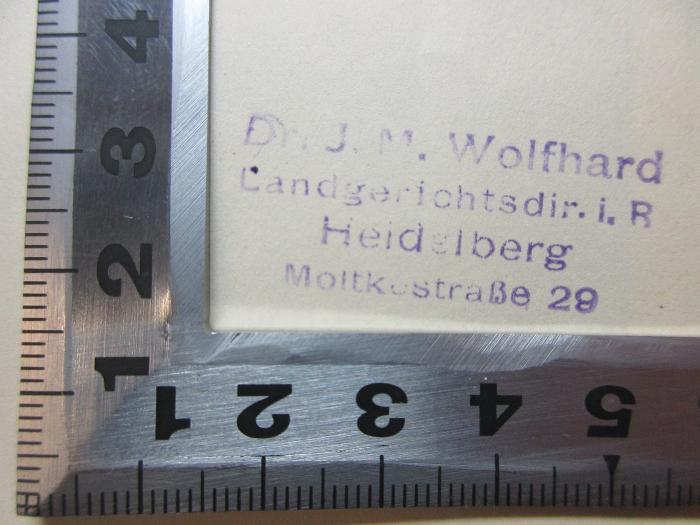 Dr. J. M. Wolfhard
Landgerichtsdir. i. R
Heidelberg
Moltkestraße 29
4
3
2
1
1 2 3 4 5